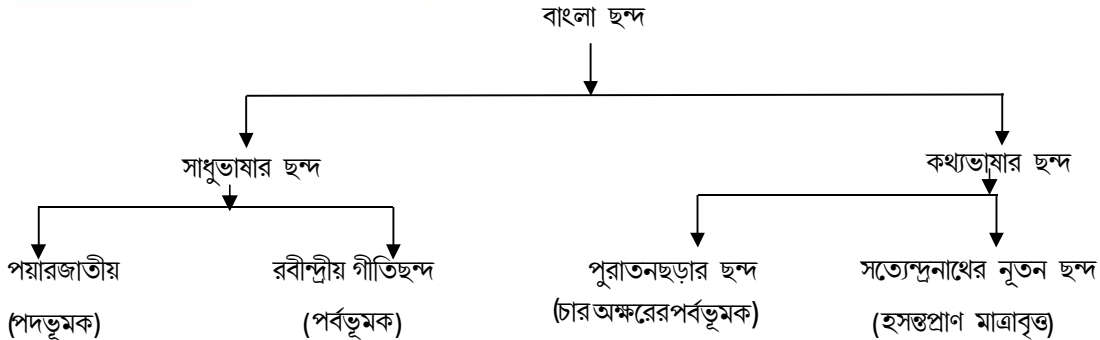 বাংলা ছন্দ
সাধুভাষার ছন্দ কথ্যভাষার ছন্দ
পয়ারজাতীয় রবীন্দ্রীয় গীতিছন্দ পুরাতনছড়ার ছন্দ সত্যেন্দ্রনাথের নূতন ছন্দ
(পদভূমক) (পর্বভূমক) (চার অক্ষরের পর্বভূমক) (হসন্তপ্রাণ মাত্রাবৃত্ত)